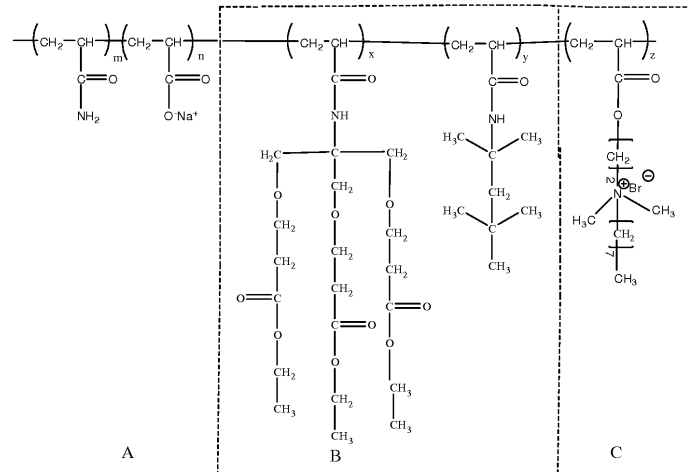 CH2 CH m CH2 CH n CH2 CH x CH2 CH y CH2 CH z
C O C O C O C O C O
NH2 O-Na+ NH NH O
H2C C CH2 H3C CH3 CH2
C 2
O CH2 O CH2 N + Br −
O H3C CH3 H3C CH3
CH2 CH2 CH2 C CH2
CH2 CH2 CH2 CH3 7
CH2 CH3
O C C O
O C O O
O
CH2 O CH2
CH2
CH3 CH3
CH3
A B C